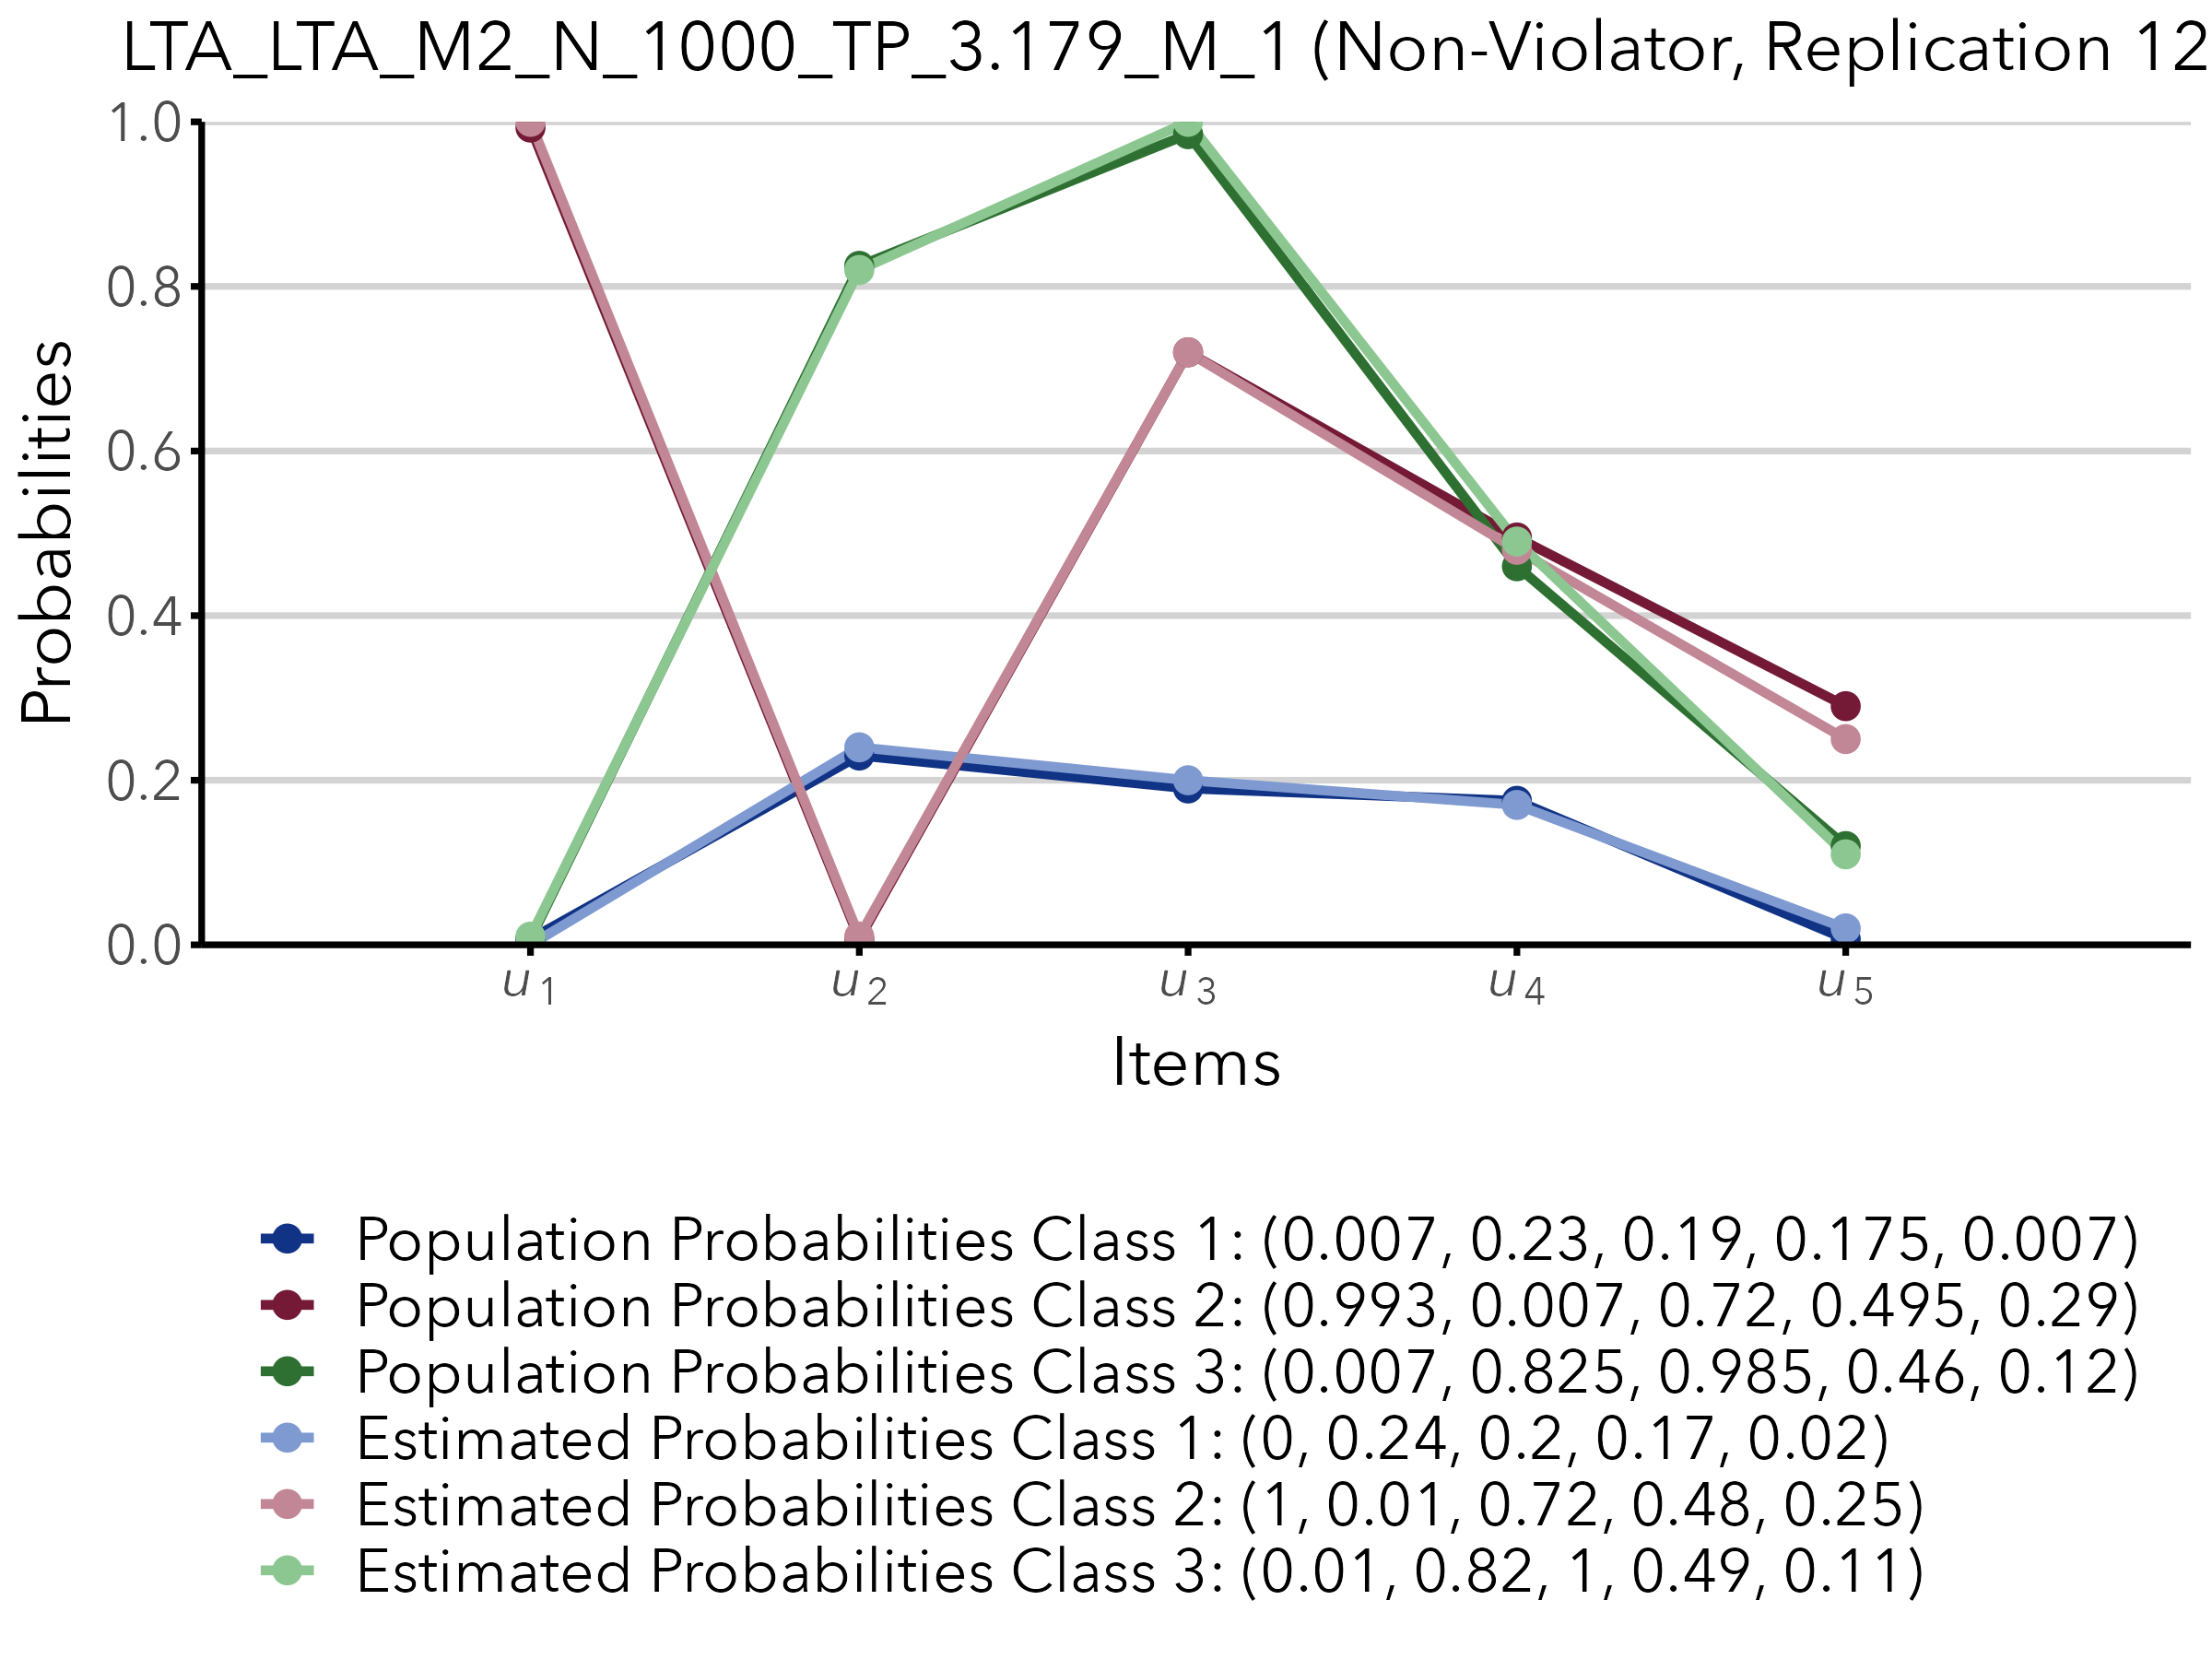 LTA_LTA_M2_N_1000_TP_3.179_M_1 (Non-Violator, Replication 12
1.0
0.8
0.6
0.4
0.2
0.0
Probabilities
u1 u2 u3 u4 u5
Items
Population Probabilities Class 1: (0.007, 0.23, 0.19, 0.175, 0.007)
Population Probabilities Class 2: (0.993, 0.007, 0.72, 0.495, 0.29)
Population Probabilities Class 3: (0.007, 0.825, 0.985, 0.46, 0.12)
Estimated Probabilities Class 1: (0, 0.24, 0.2, 0.17, 0.02)
Estimated Probabilities Class 2: (1, 0.01, 0.72, 0.48, 0.25)
Estimated Probabilities Class 3: (0.01, 0.82, 1, 0.49, 0.11)